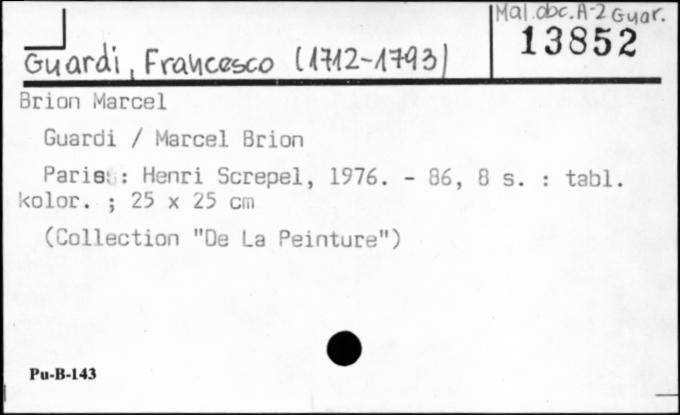 Mal.obc.A-2 Guar.
13852
Guardi, Francesco (1712-1793)
Brion Marcel
Guardi / Marcel Brion
Paris : Henri Screpel, 1976. - 86, 8 s. : tabl.
kolor. ; 25 x 25 cm
(Collection "De La Peinture")
Pu-B-143